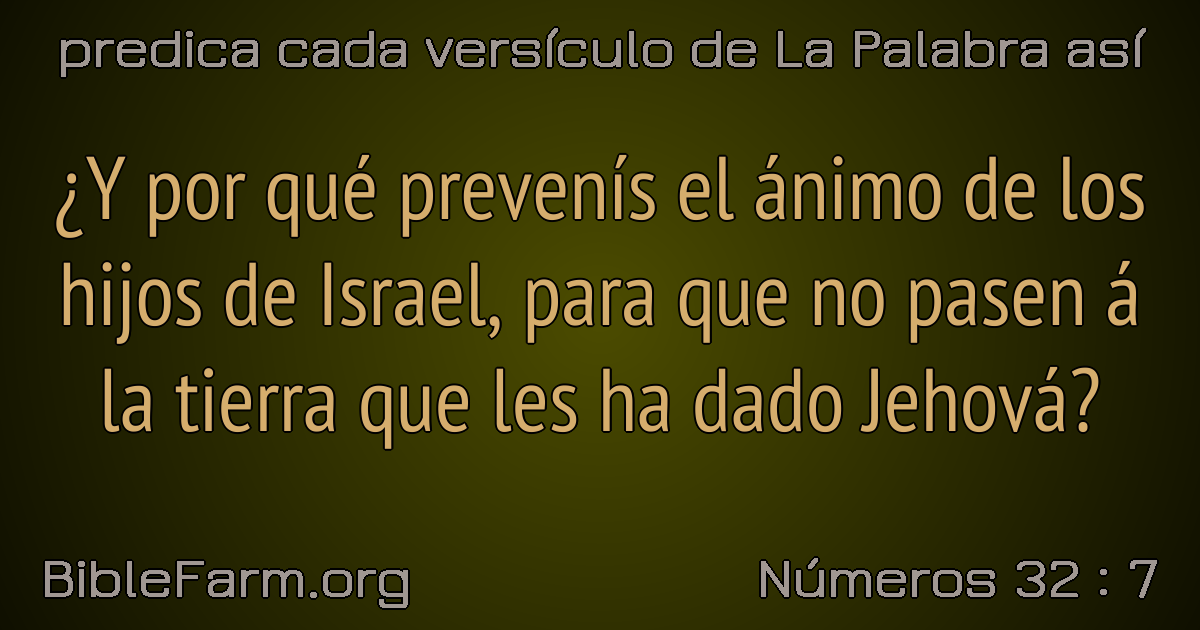 predica cada versículo de La Palabra así
¿Y por qué prevenís el ánimo de los
hijos de Israel, para que no pasen á
la tierra que les ha dado Jehová?
BibleFarm.org
Números 32 : 7